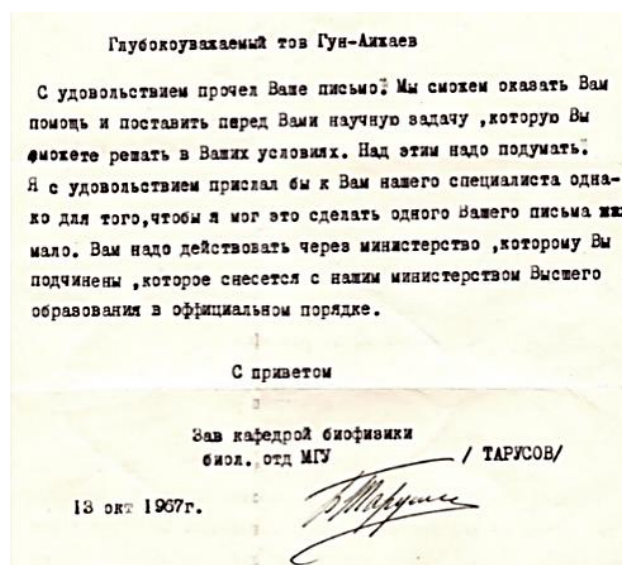 Глубокоуважаемый тов Гун-Аижаев
С удовольствием прочел Ваше письмо. Мы сможем оказать Вам
помощь и поставить перед Вами научную задачу ,которую Вы
сможете решать в Ваших условиях. Над этим надо подумать.
Я с удовольствием прислал бы к Вам нашего специалиста одна-
ко для того,чтобы я мог это сделать одного Вашего письма
мало. Вам надо действовать через министерство ,которому Вы
подчинены ,которое снесется с нашим министерством Высшего
образования в оффициальном порядке.
С приветом
Зав кафедрой биофизики
биол. отд МГУ / ТАРУСОВ/
13 окт 1967г.
Б Тарусов